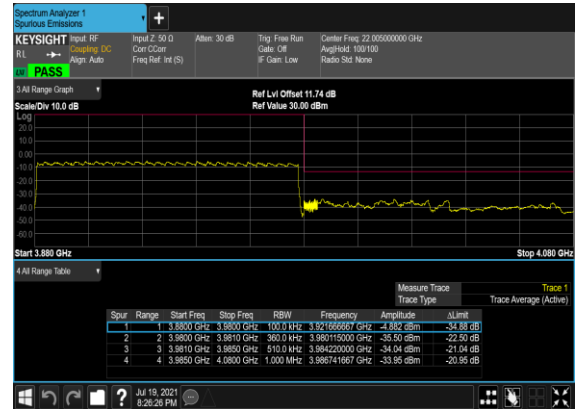 Spectrum Analyzer 1
Spurious Emissions
+
KEYSIGHT Input: RF Input Z: 50 Ω Atten: 30 dB Trig: Free Run Center Freq: 22.005000000 GHz
RL Coupling: DC Corr CCorr Gate: Off Avg|Hold: 100/100
Align: Auto Freq Ref: Int (S) IF Gain: Low Radio Std: None
PASS
3 All Range Graph
Ref Lvl Offset 11.74 dB
Scale/Div 10.0 dB Ref Value 30.00 dBm
Log
20.0
10.0
0.00
-10.0
-20.0
-30.0
-40.0
-50.0
-60.0
Start 3.880 GHz Stop 4.080 GHz
4 All Range Table
Measure Trace Trace 1
Trace Type Trace Average (Active)
Spur Range Start Freq Stop Freq RBW Frequency Amplitude ΔLimit
1 1 3.8800 GHz 3.9800 GHz 100.0 kHz 3.921666667 GHz -4.882 dBm -34.88 dB
2 2 3.9800 GHz 3.9810 GHz 360.0 kHz 3.980115000 GHz -35.50 dBm -22.50 dB
3 3 3.9810 GHz 3.9850 GHz 510.0 kHz 3.984220000 GHz -34.04 dBm -21.04 dB
4 4 3.9850 GHz 4.0800 GHz 1.000 MHz 3.986741667 GHz -33.95 dBm -20.95 dB
? Jul 19, 2021
8:26:26 PM